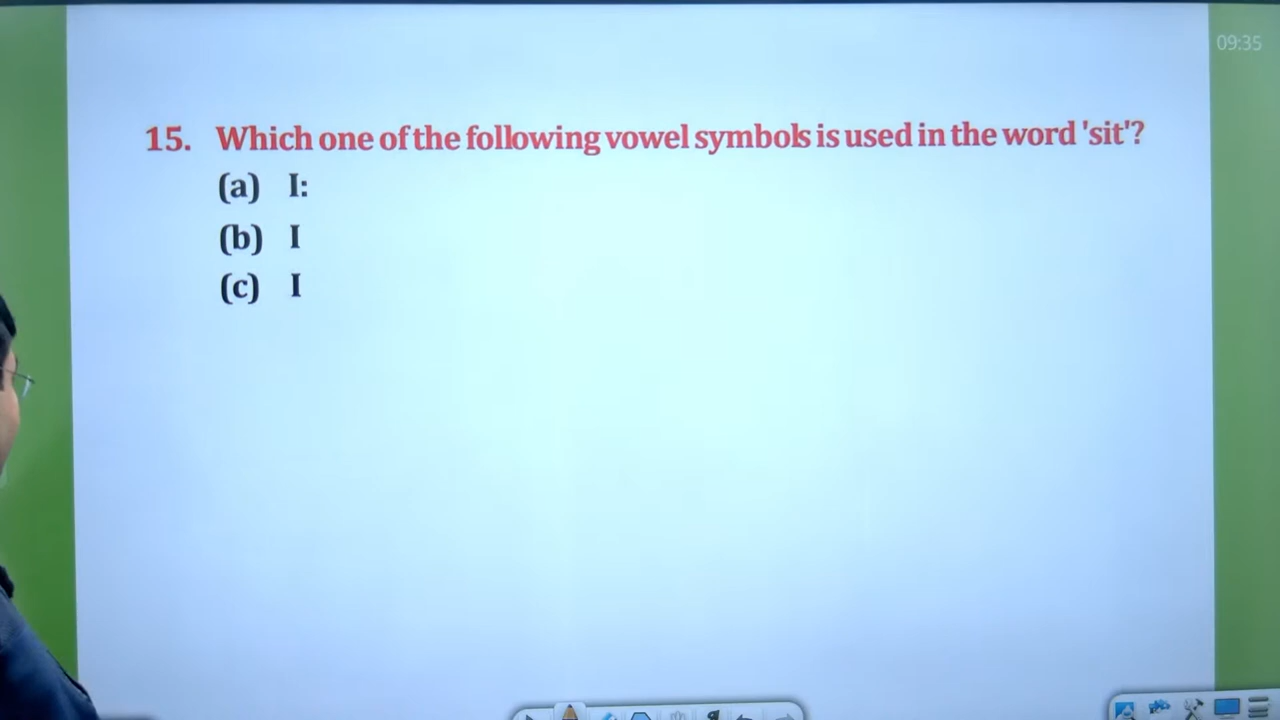 09:35
15. Which one of the following vowel symbols is used in the word 'sit'?
(a) I:
(b) I
(c) I